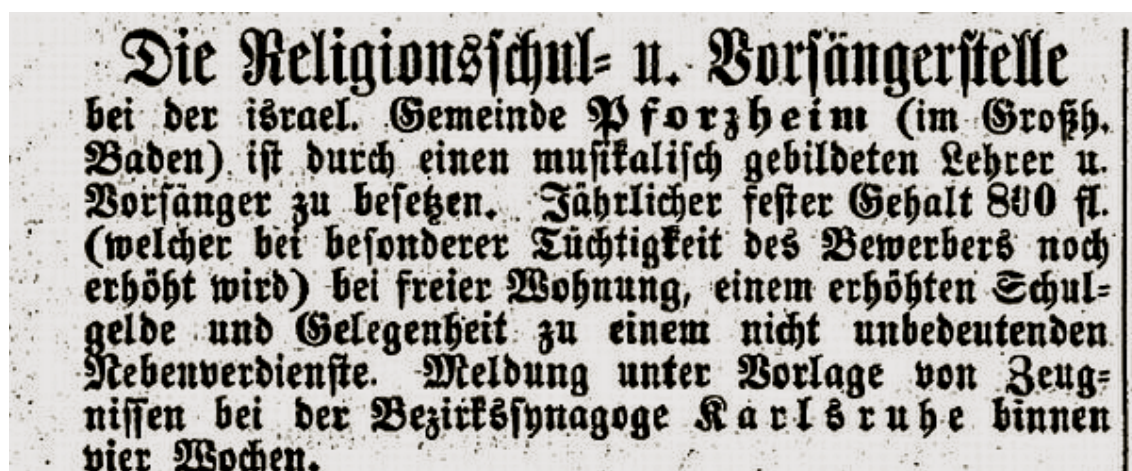 Die Religionsschul- u. Vorsängerstelle
bei der israel. Gemeinde Pforzheim (im Großh.
Baden) ist durch einen musikalisch gebildeten Lehrer u.
Vorsänger zu besetzen. Jährlicher fester Gehalt 800 fl.
(welcher bei besonderer Tüchtigkeit des Bewerbers noch
erhöht wird) bei freier Wohnung, einem erhöhten Schul-
gelde und Gelegenheit zu einem nicht unbedeutenden
Nebenverdienste. Meldung unter Vorlage von Zeug-
nissen bei der Bezirkssynagoge Karlsruhe binnen
vier Wochen.